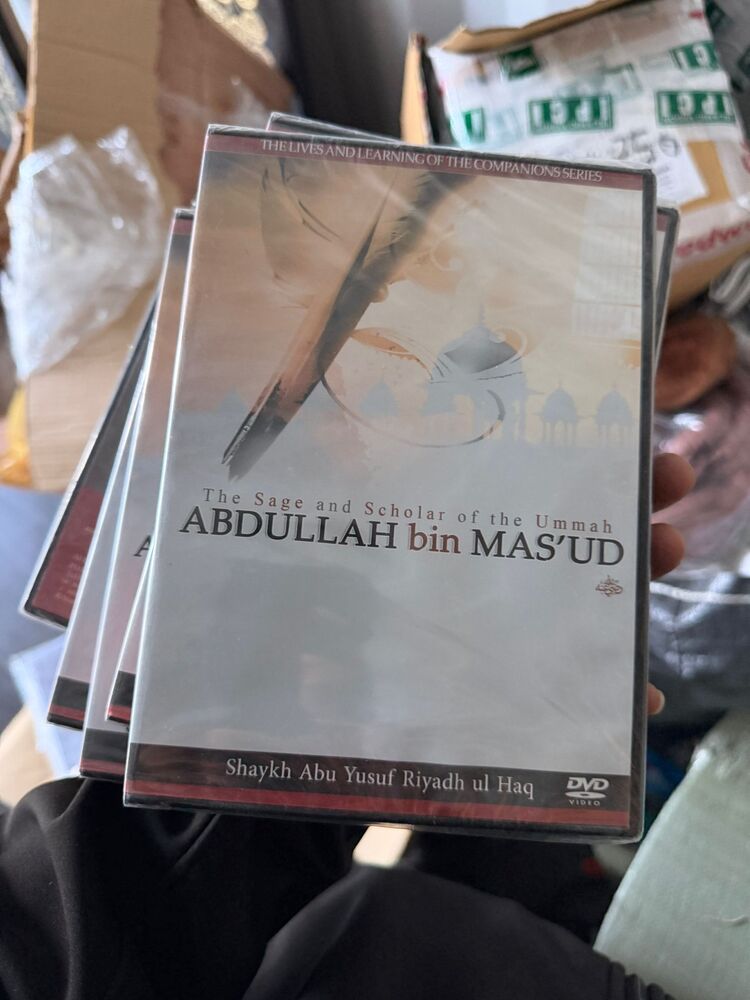 THE LIVES AND LEARNING OF THE COMPANIONS SERIES
The Sage and Scholar of the Ummah
ABDULLAH bin MAS'UD
Shaykh Abu Yusuf Riyadh ul Haq
DVD
VIDEO
250